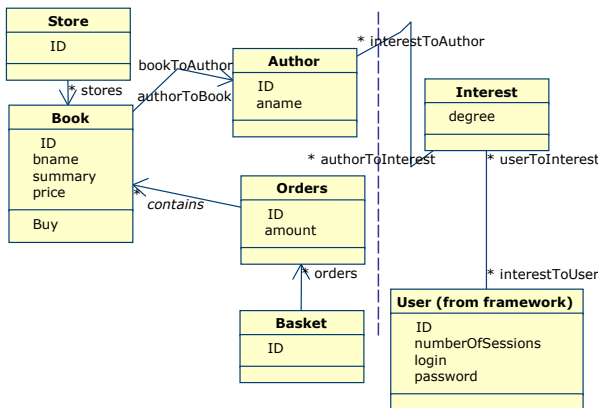 Store
ID
* stores
Book
ID
bname
summary
price
Buy
bookToAuthor
authorToBook
Author
ID
aname
* interestToAuthor
Interest
degree
* authorToInterest
* userToInterest
* contains
Orders
ID
amount
* orders
Basket
ID
* interestToUser
User (from framework)
ID
numberOfSessions
login
password